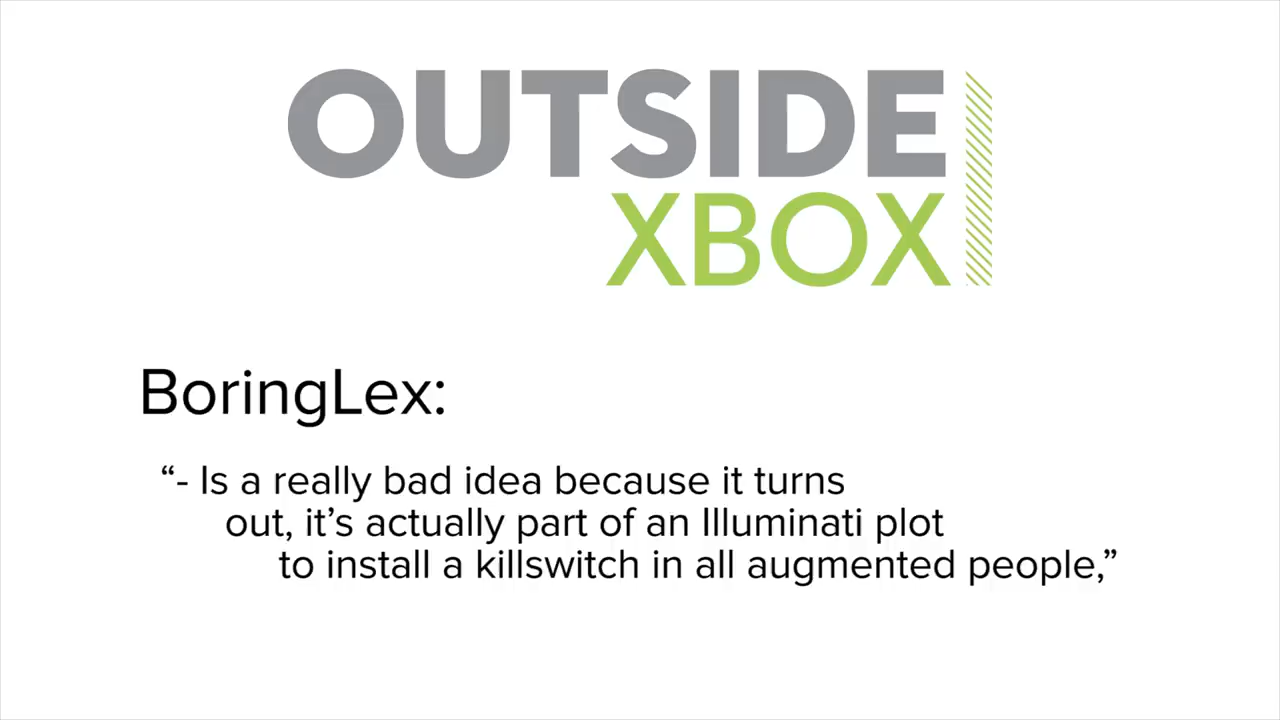 OUTSIDE
XBOX
BoringLex:
“- Is a really bad idea because it turns
out, it’s actually part of an Illuminati plot
to install a killswitch in all augmented people,”